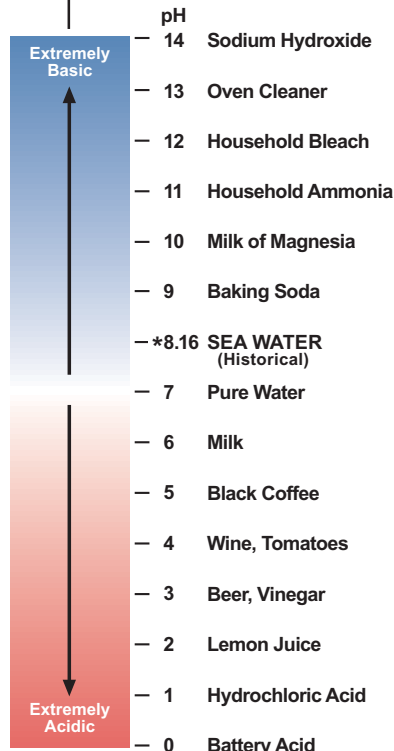 pH
Extremely
Basic
14 Sodium Hydroxide
13 Oven Cleaner
12 Household Bleach
11 Household Ammonia
10 Milk of Magnesia
9 Baking Soda
*8.16 SEA WATER
(Historical)
7 Pure Water
6 Milk
5 Black Coffee
4 Wine, Tomatoes
3 Beer, Vinegar
2 Lemon Juice
1 Hydrochloric Acid
Extremely
Acidic
0 Battery Acid